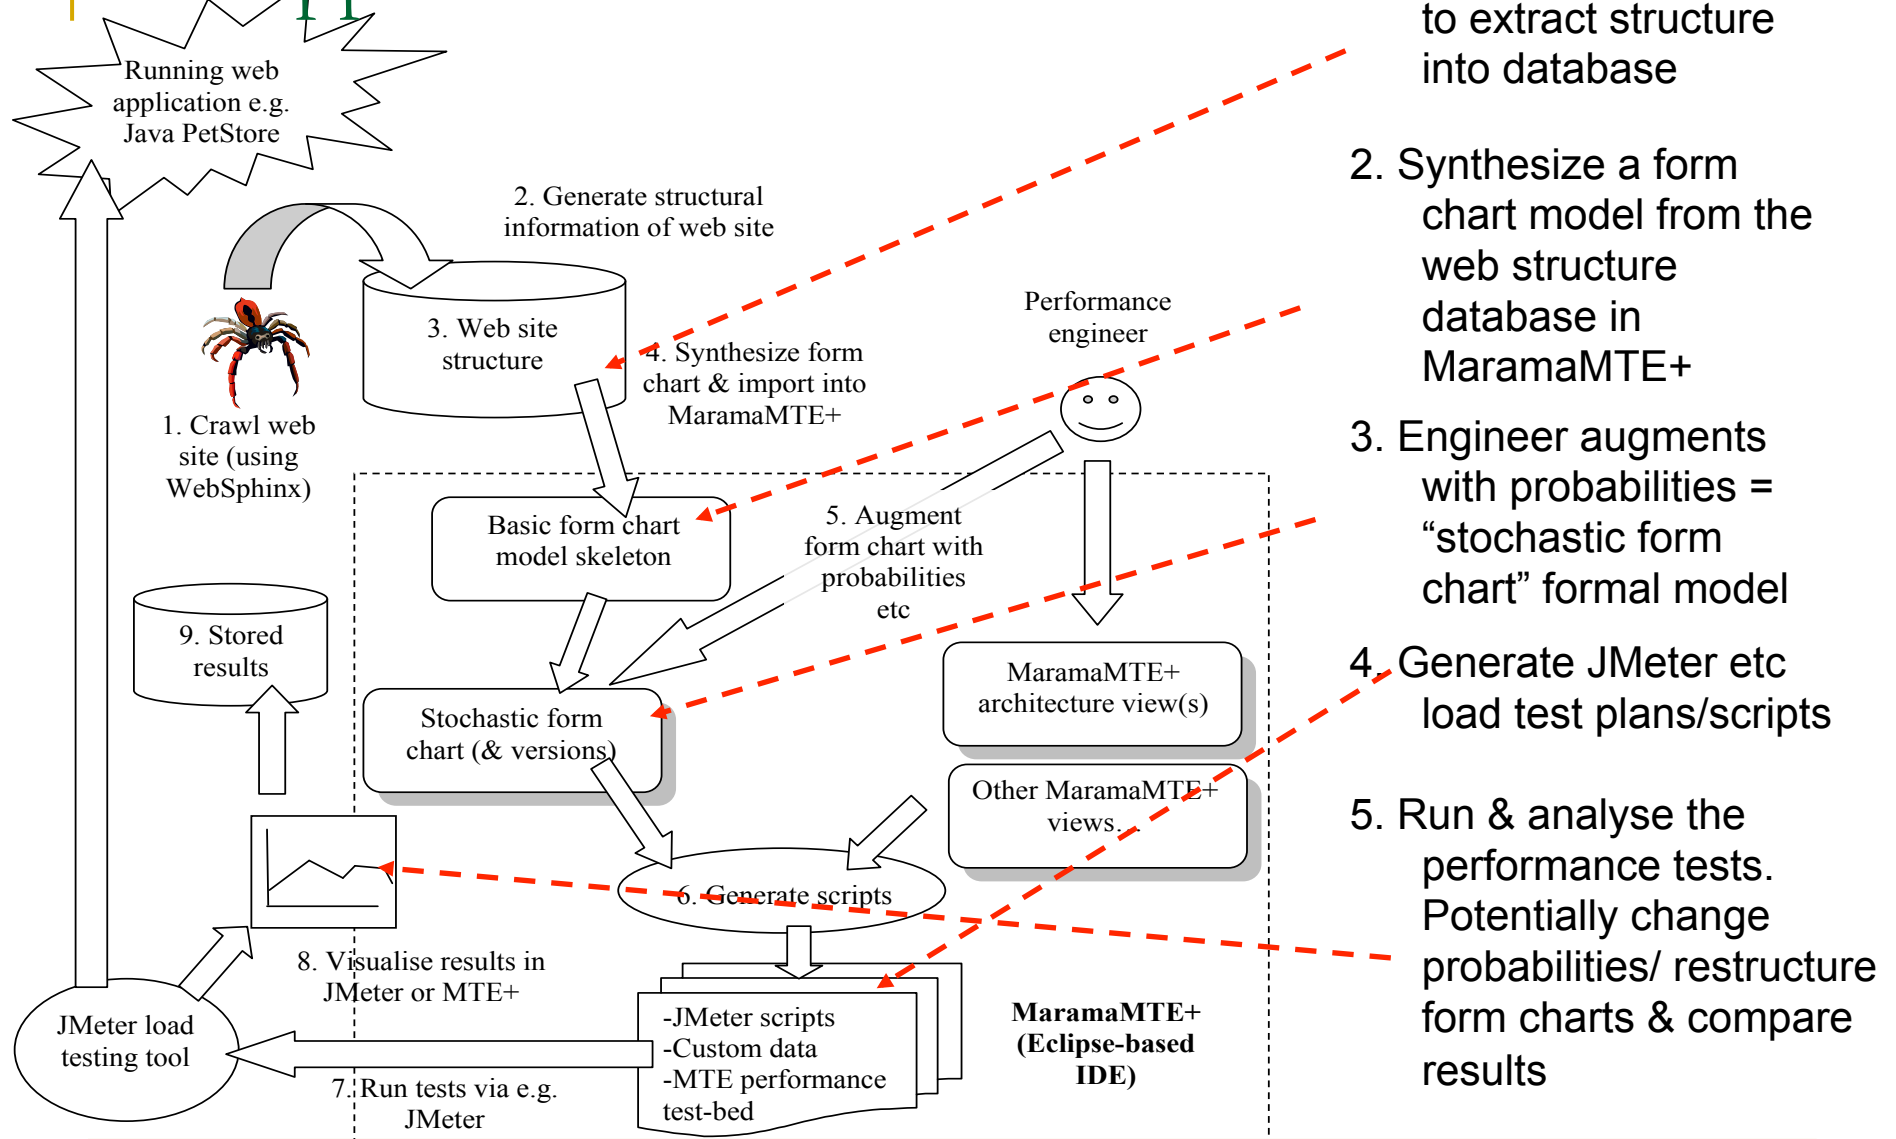 Running web
application e.g.
Java PetStore
2. Generate structural
information of web site
3. Web site
structure
4. Synthesize form
chart & import into
MaramaMTE+
Performance
engineer
1. Crawl web
site (using
WebSphinx)
Basic form chart
model skeleton
5. Augment
form chart with
probabilities
etc
9. Stored
results
MaramaMTE+
architecture view(s)
Stochastic form
chart (& versions)
Other MaramaMTE+
views…
6. Generate scripts
8. Visualise results in
JMeter or MTE+
JMeter load
testing tool
-JMeter scripts
-Custom data
-MTE performance
test-bed
MaramaMTE+
(Eclipse-based
IDE)
7. Run tests via e.g.
JMeter
to extract structure
into database
2. Synthesize a form
chart model from the
web structure
database in
MaramaMTE+
3. Engineer augments
with probabilities =
“stochastic form
chart” formal model
4. Generate JMeter etc
load test plans/scripts
5. Run & analyse the
performance tests.
Potentially change
probabilities/ restructure
form charts & compare
results